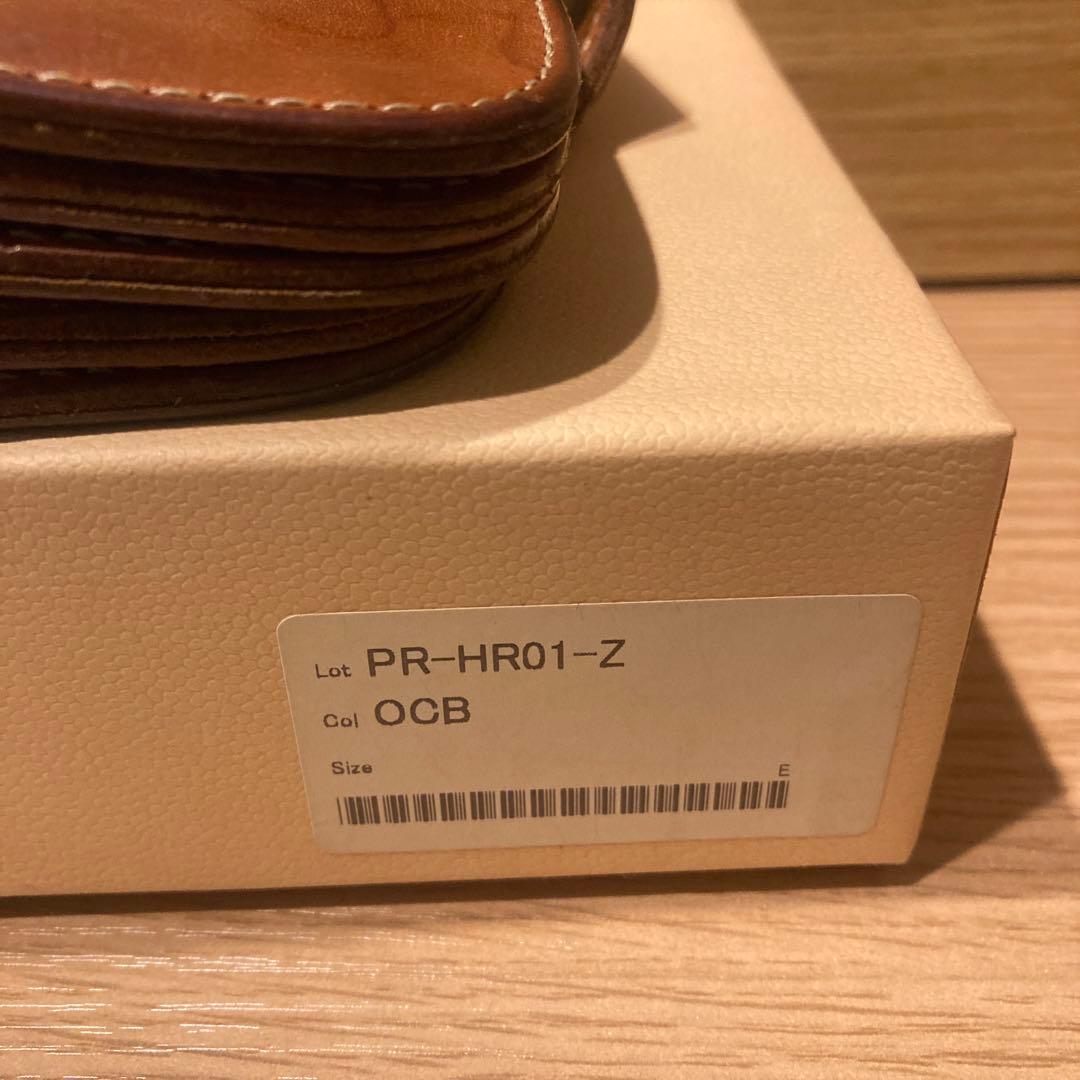 Lot PR-HR01-Z
Col OCB
Size
E